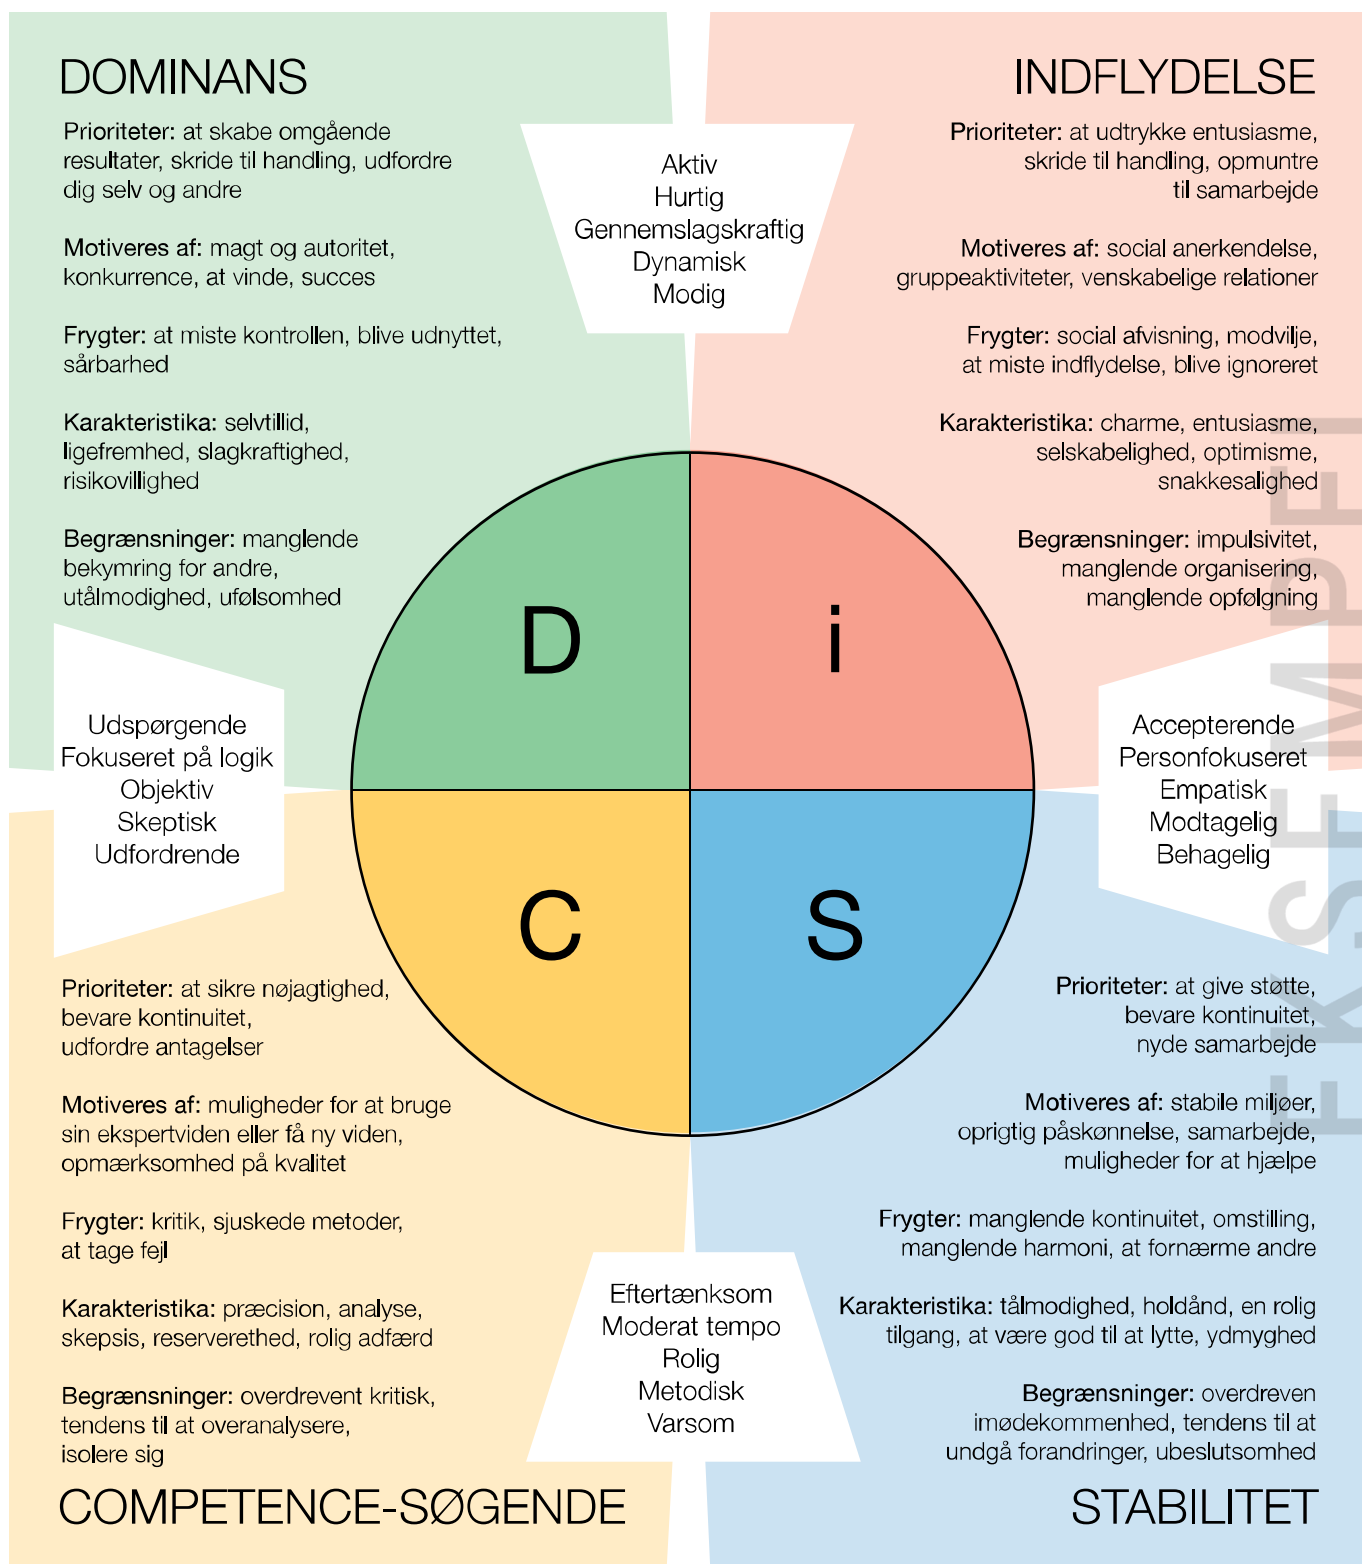 DOMINANS
Prioriteter: at skabe omgående
resultater, skride til handling, udfordre
dig selv og andre
Motiveres af: magt og autoritet,
konkurrence, at vinde, succes
Frygter: at miste kontrollen, blive udnyttet,
sårbarhed
Karakteristika: selvtillid,
ligefremhed, slagkraftighed,
risikovillighed
Begrænsninger: manglende
bekymring for andre,
utålmodighed, ufølsomhed
Aktiv
Hurtig
Gennemslagskraftig
Dynamisk
Modig
INDFLYDELSE
Prioriteter: at udtrykke entusiasme,
skride til handling, opmuntre
til samarbejde
Motiveres af: social anerkendelse,
gruppeaktiviteter, venskabelige relationer
Frygter: social afvisning, modvilje,
at miste indflydelse, blive ignoreret
Karakteristika: charme, entusiasme,
selskabelighed, optimisme,
snakkesalighed
Begrænsninger: impulsivitet,
manglende organisering,
manglende opfølgning
D
i
C
S
Udspørgende
Fokuseret på logik
Objektiv
Skeptisk
Udfordrende
Accepterende
Personfokuseret
Empatisk
Modtagelig
Behagelig
Prioriteter: at sikre nøjagtighed,
bevare kontinuitet,
udfordre antagelser
Motiveres af: muligheder for at bruge
sin ekspertviden eller få ny viden,
opmærksomhed på kvalitet
Frygter: kritik, sjuskede metoder,
at tage fejl
Karakteristika: præcision, analyse,
skepsis, reserverethed, rolig adfærd
Begrænsninger: overdrevent kritisk,
tendens til at overanalysere,
isolere sig
COMPETENCE-SØGENDE
Eftertænksom
Moderat tempo
Rolig
Metodisk
Varsom
Prioriteter: at give støtte,
bevare kontinuitet,
nyde samarbejde
Motiveres af: stabile miljøer,
oprigtig påskønnelse, samarbejde,
muligheder for at hjælpe
Frygter: manglende kontinuitet, omstilling,
manglende harmoni, at fornærme andre
Karakteristika: tålmodighed, holdånd, en rolig
tilgang, at være god til at lytte, ydmyghed
Begrænsninger: overdreven
imødekommenhed, tendens til at
undgå forandringer, ubeslutsomhed
STABILITET
EKSEMPEL